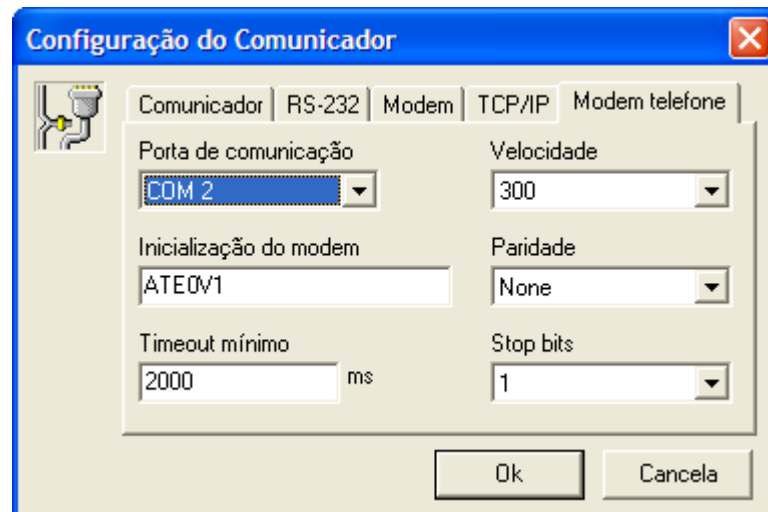 Configuração do Comunicador
Comunicador RS-232 Modem TCP/IP Modem telefone
Porta de comunicação Velocidade
COM 2 300
Inicialização do modem Paridade
ATE0V1 None
Timeout mínimo Stop bits
2000 ms 1
Ok Cancela